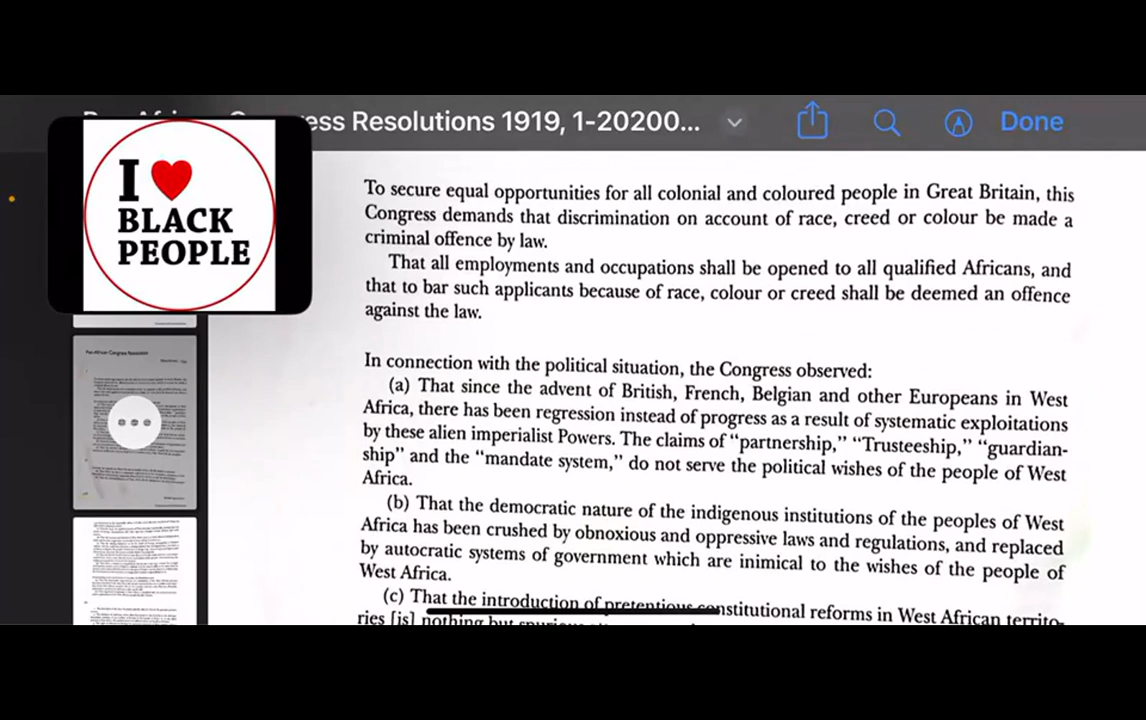 ess Resolutions 1919, 1-20200...
Done
I
BLACK
PEOPLE
To secure equal opportunities for all colonial and coloured people in Great Britain, this
Congress demands that discrimination on account of race, creed or colour be made a
criminal offence by law.
That all employments and occupations shall be opened to all qualified Africans, and
that to bar such applicants because of race, colour or creed shall be deemed an offence
against the law.
In connection with the political situation, the Congress observed:
(a) That since the advent of British, French, Belgian and other Europeans in West
Africa, there has been regression instead of progress as a result of systematic exploitations
by these alien imperialist Powers. The claims of “partnership,” “Trusteeship,” “guardian-
ship” and the “mandate system,” do not serve the political wishes of the people of West
Africa.
(b) That the democratic nature of the indigenous institutions of the peoples of West
Africa has been crushed by obnoxious and oppressive laws and regulations, and replaced
by autocratic systems of government which are inimical to the wishes of the people of
West Africa.
(c) That the introduction of pretentious constitutional reforms in West African territo-
ries [is] nothing but